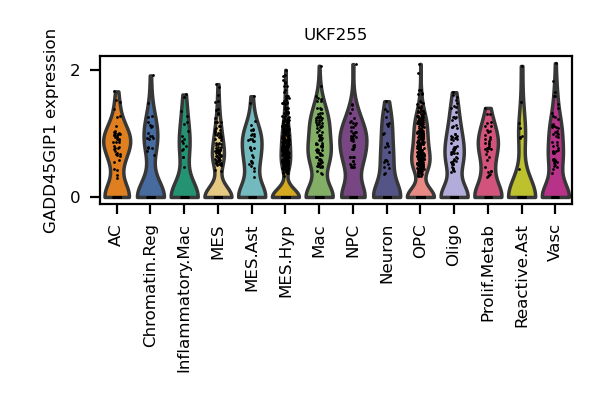 UKF255
GADD45GIP1 expression
2
0
AC
Chromatin.Reg
Inflammatory.Mac
MES
MES.Ast
MES.Hyp
Mac
NPC
Neuron
OPC
Oligo
Prolif.Metab
Reactive.Ast
Vasc